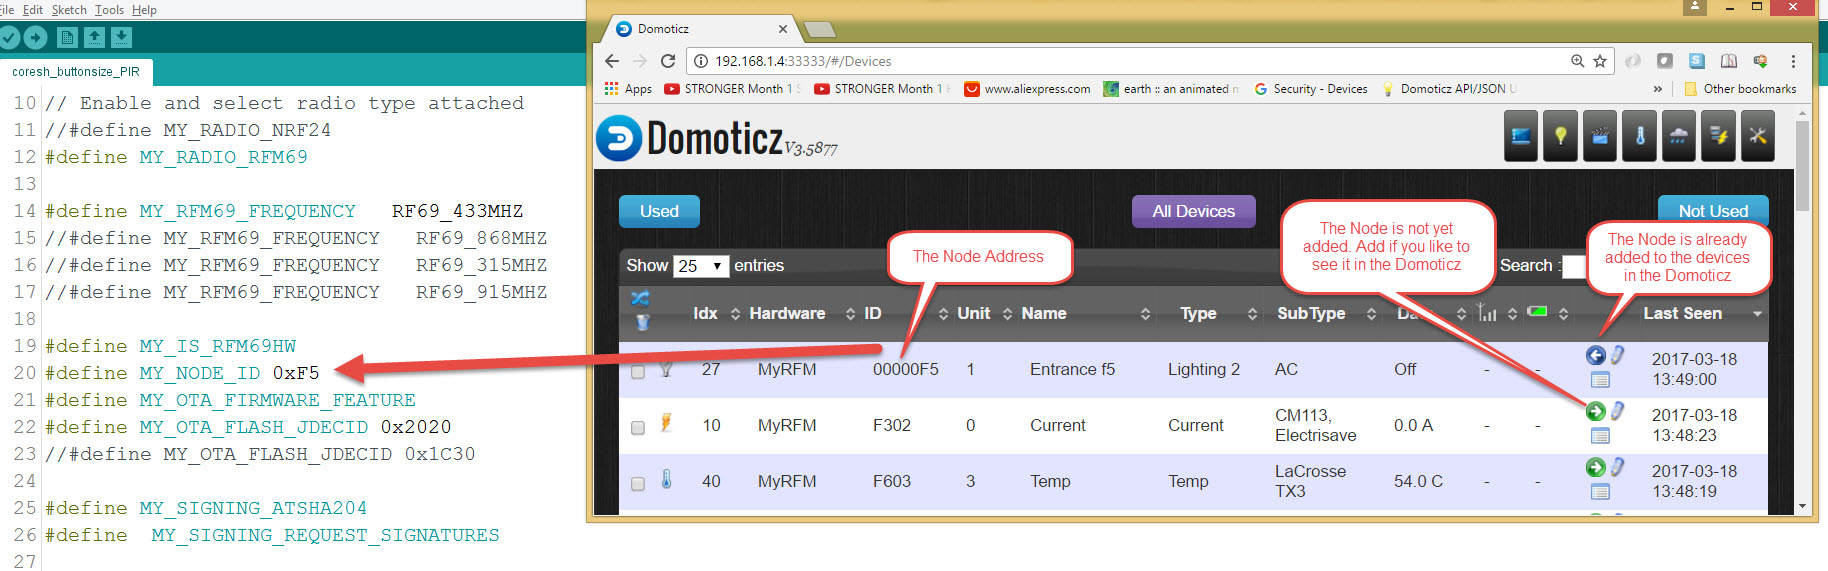 File Edit Sketch Tools Help
coresh_buttonsize_PIR
10 // Enable and select radio type attached
11 //#define MY_RADIO_NRF24
12 #define MY_RADIO_RFM69
13
14 #define MY_RFM69_FREQUENCY RF69_433MHZ
15 //#define MY_RFM69_FREQUENCY RF69_868MHZ
16 //#define MY_RFM69_FREQUENCY RF69_315MHZ
17 //#define MY_RFM69_FREQUENCY RF69_915MHZ
18
19 #define MY_IS_RFM69HW
20 #define MY_NODE_ID 0xF5
21 #define MY_OTA_FIRMWARE_FEATURE
22 #define MY_OTA_FLASH_JDECID 0x2020
23 //#define MY_OTA_FLASH_JDECID 0x1C30
24
25 #define MY_SIGNING_ATSHA204
26 #define MY_SIGNING_REQUEST_SIGNATURES
27
Domoticz
192.168.1.4:33333/#/Devices
Apps STRONGER Month 1 STRONGER Month 1 www.aliexpress.com earth :: an animated Security - Devices Domoticz API/JSON » Other bookmarks
Domoticz V3.5877
Used All Devices Not Used
The Node Address
The Node is not yet
added. Add if you like to
see it in the Domoticz
The Node is already
added to the devices
in the Domoticz
Show 25 entries Search :
Idx Hardware ID Unit Name Type SubType Last Seen
27 MyRFM 00000F5 1 Entrance f5 Lighting 2 AC Off - - 2017-03-18
13:49:00
10 MyRFM F302 0 Current Current CM113,
Electrisave 0.0 A - - 2017-03-18
13:48:23
40 MyRFM F603 3 Temp Temp LaCrosse
TX3 54.0 C - - 2017-03-18
13:48:19